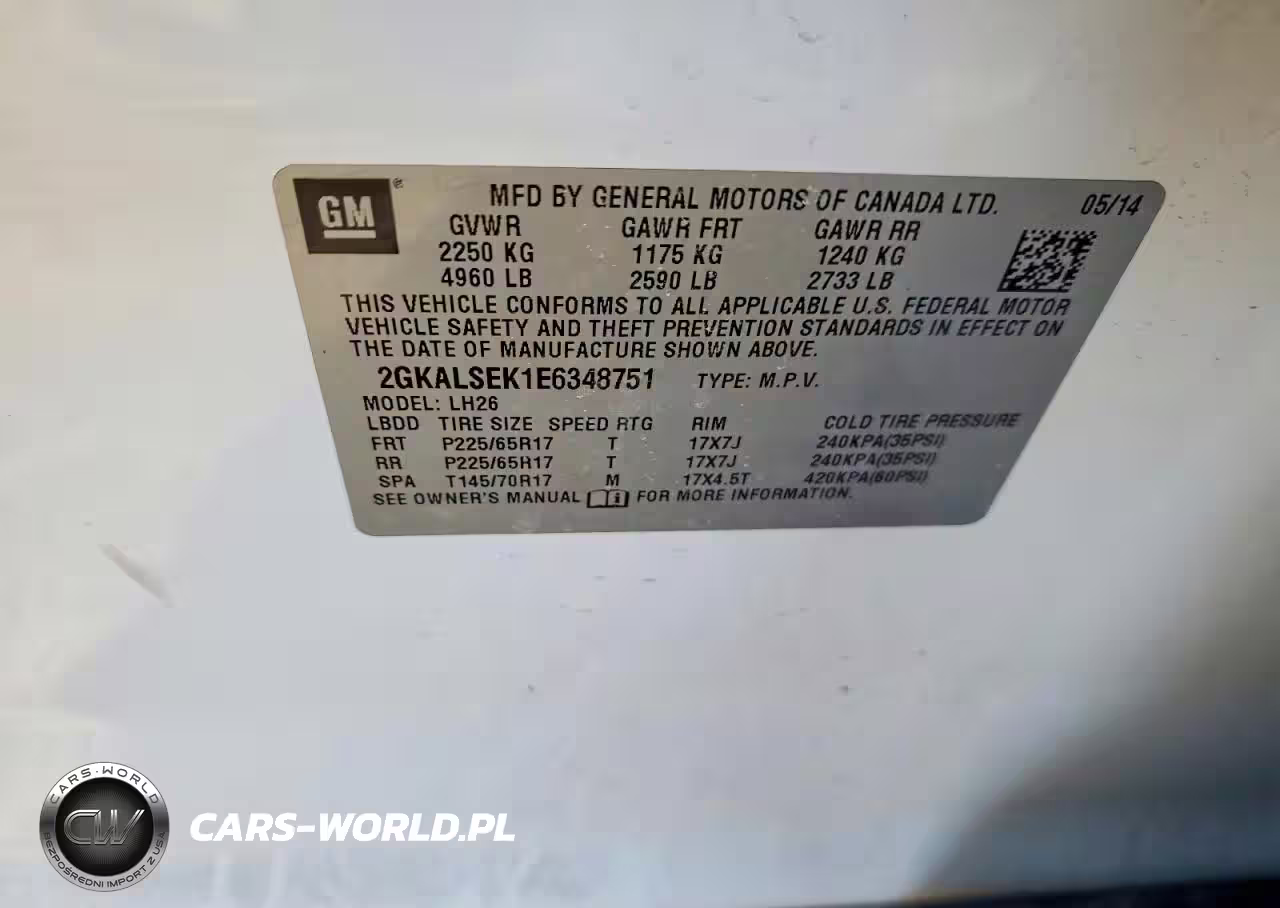 GM®
MFD BY GENERAL MOTORS OF CANADA LTD. 05/14
GVWR GAWR FRT GAWR RR
2250 KG 1175 KG 1240 KG
4960 LB 2590 LB 2733 LB
THIS VEHICLE CONFORMS TO ALL APPLICABLE U.S. FEDERAL MOTOR
VEHICLE SAFETY AND THEFT PREVENTION STANDARDS IN EFFECT ON
THE DATE OF MANUFACTURE SHOWN ABOVE.
2GKALSEK1E6348751 TYPE: M.P.V.
MODEL: LH26
LBDD TIRE SIZE SPEED RTG RIM COLD TIRE PRESSURE
FRT P225/65R17 T 17X7J 240KPA(35PSI)
RR P225/65R17 T 17X7J 240KPA(35PSI)
SPA T145/70R17 M 17X4.5T 420KPA(60PSI)
SEE OWNER'S MANUAL FOR MORE INFORMATION.
CARS-WORLD
CW
BEZPOŚREDNI IMPORT Z USA
CARS-WORLD.PL